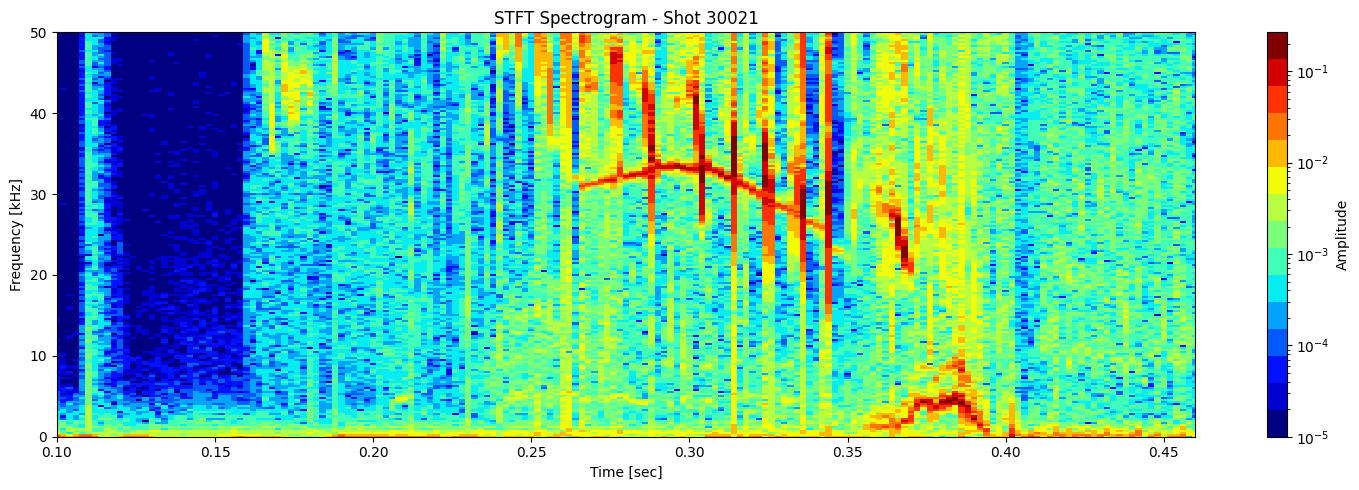 STFT Spectrogram - Shot 30021
Frequency [kHz]
50
40
30
20
10
0
0.10 0.15 0.20 0.25 0.30 0.35 0.40 0.45
Time [sec]
10⁻¹
10⁻²
10⁻³
10⁻⁴
10⁻⁵
Amplitude